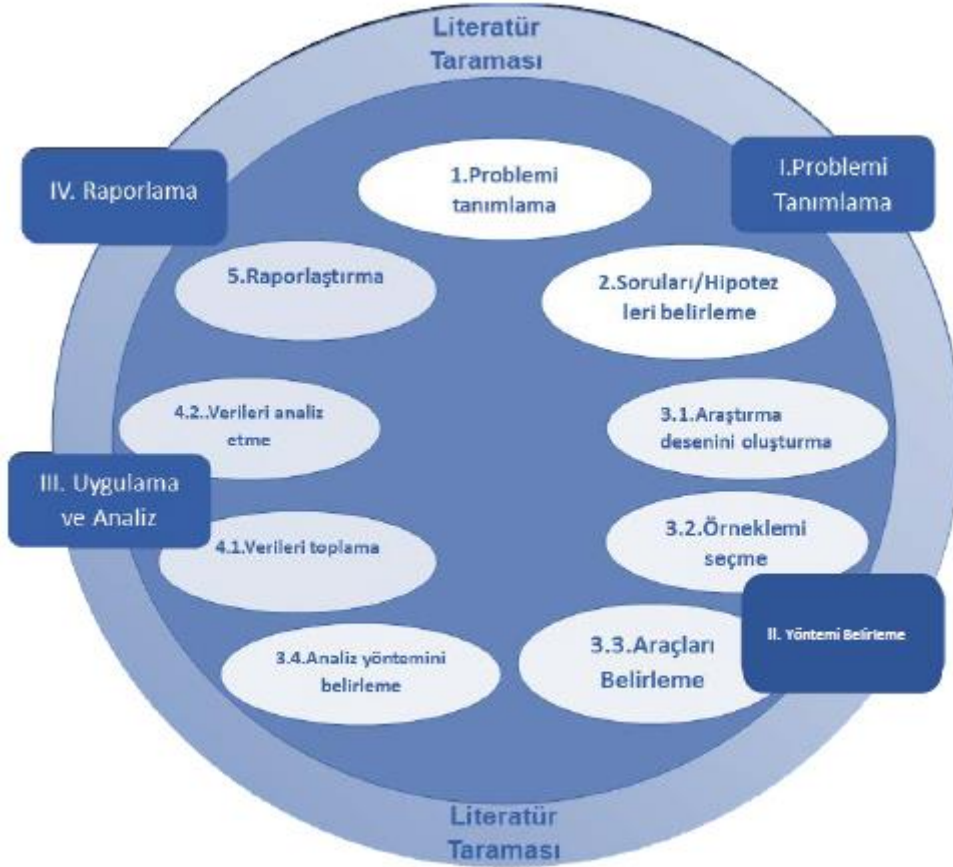 Literatür
Taraması
I.Problemi
Tanımlama
IV. Raporlama
1.Problemi
tanımlama
2.Soruları/Hipotez
leri belirleme
5.Raporlaştırma
3.1.Araştırma
desenini oluşturma
4.2..Verileri analiz
etme
III. Uygulama
ve Analiz
3.2.Örneklemi
seçme
4.1.Verileri toplama
II. Yöntemi Belirleme
3.3.Araçları
Belirleme
3.4.Analiz yöntemini
belirleme
Literatür
Taraması